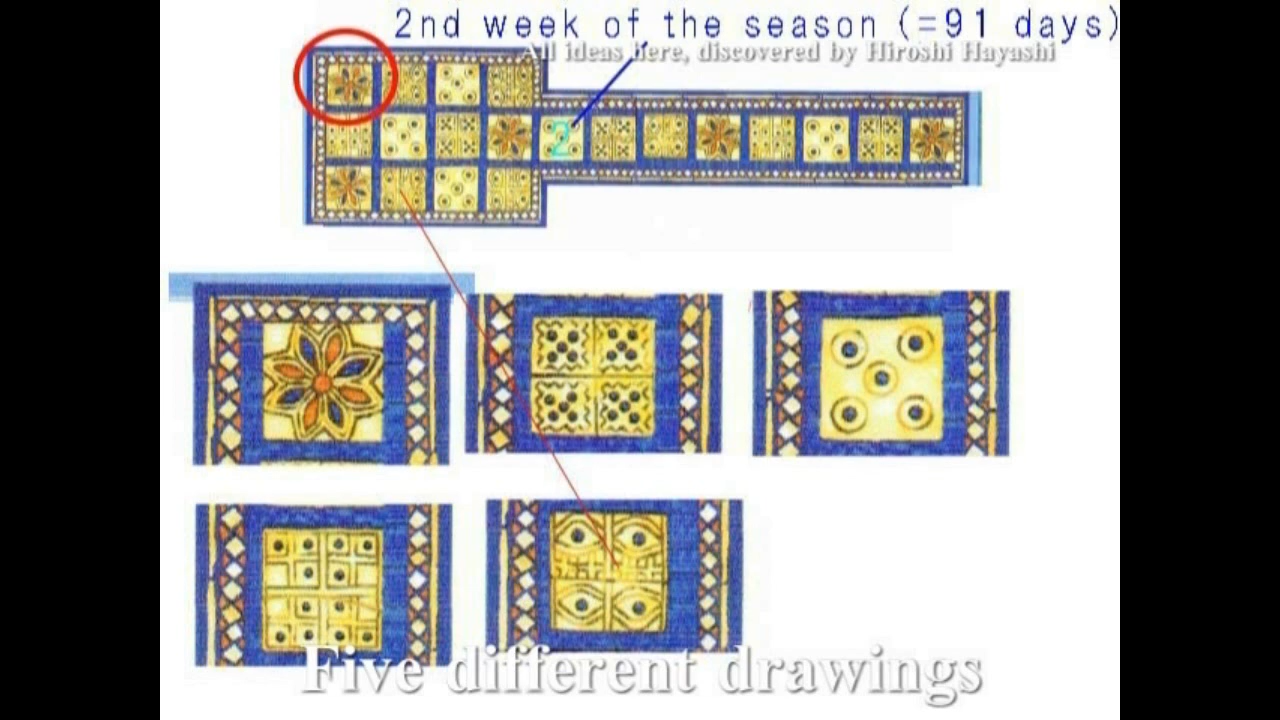 2nd week of the season (=91 days)
All ideas here, discovered by Hiroshi Hayashi
2
Five different drawings